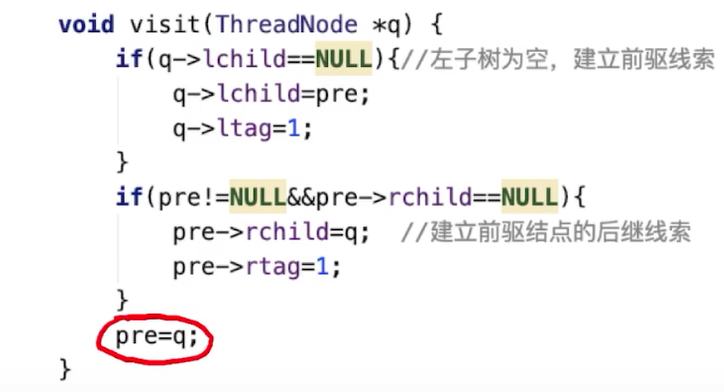 void visit(ThreadNode *q) {
if(q->lchild==NULL){//左子树为空，建立前驱线索
q->lchild=pre;
q->ltag=1;
}
if(pre!=NULL&&pre->rchild==NULL){
pre->rchild=q; //建立前驱结点的后继线索
pre->rtag=1;
}
pre=q;
}